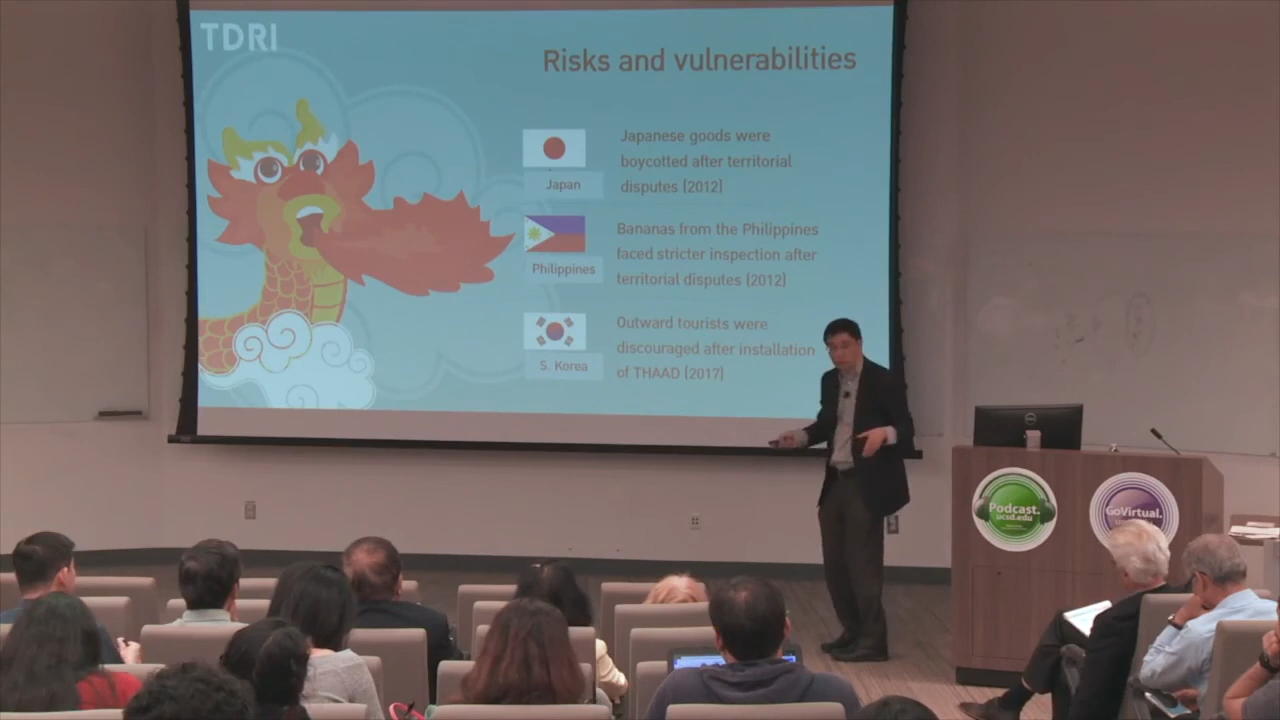 TDRI
Risks and vulnerabilities
Japanese goods were
boycotted after territorial
disputes (2012)
Japan
Bananas from the Philippines
faced stricter inspection after
territorial disputes (2012)
Philippines
Outward tourists were
discouraged after installation
of THAAD (2017)
S. Korea
Podcast.
ucsd.edu
GoVirtual.